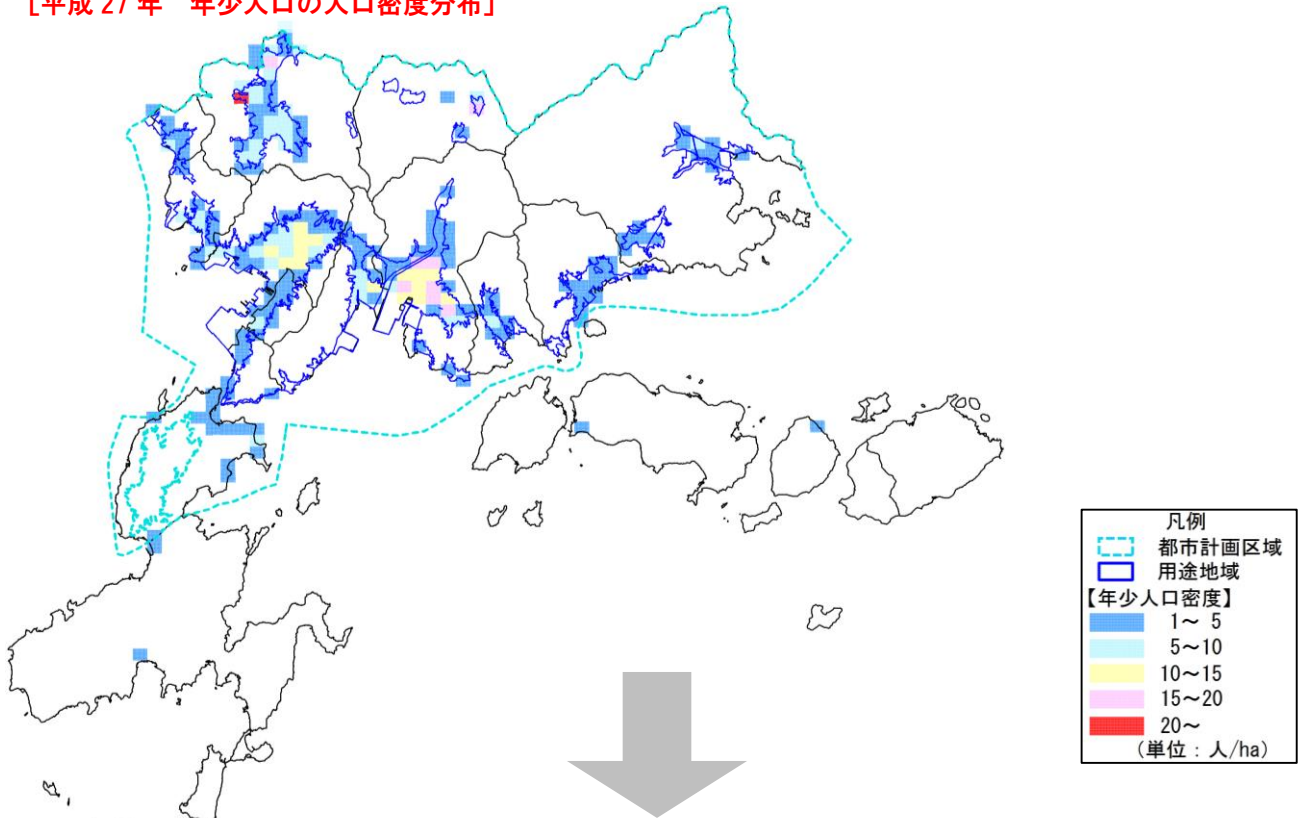 ［平成 27 年　年少人口の人口密度分布］
凡例
都市計画区域
用途地域
【年少人口密度】
1～ 5
5～10
10～15
15～20
20～
（単位：人/ha）